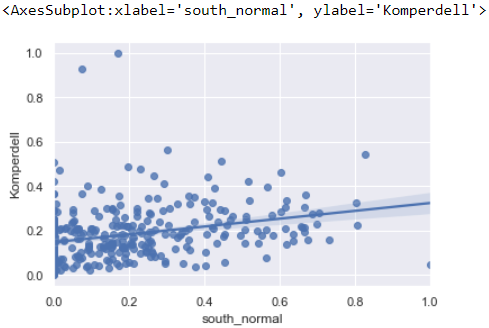 <AxesSubplot:xlabel='south_normal', ylabel='Komperdell'>
1.0
0.8
0.6
0.4
0.2
0.0
Komperdell
0.0 0.2 0.4 0.6 0.8 1.0
south_normal